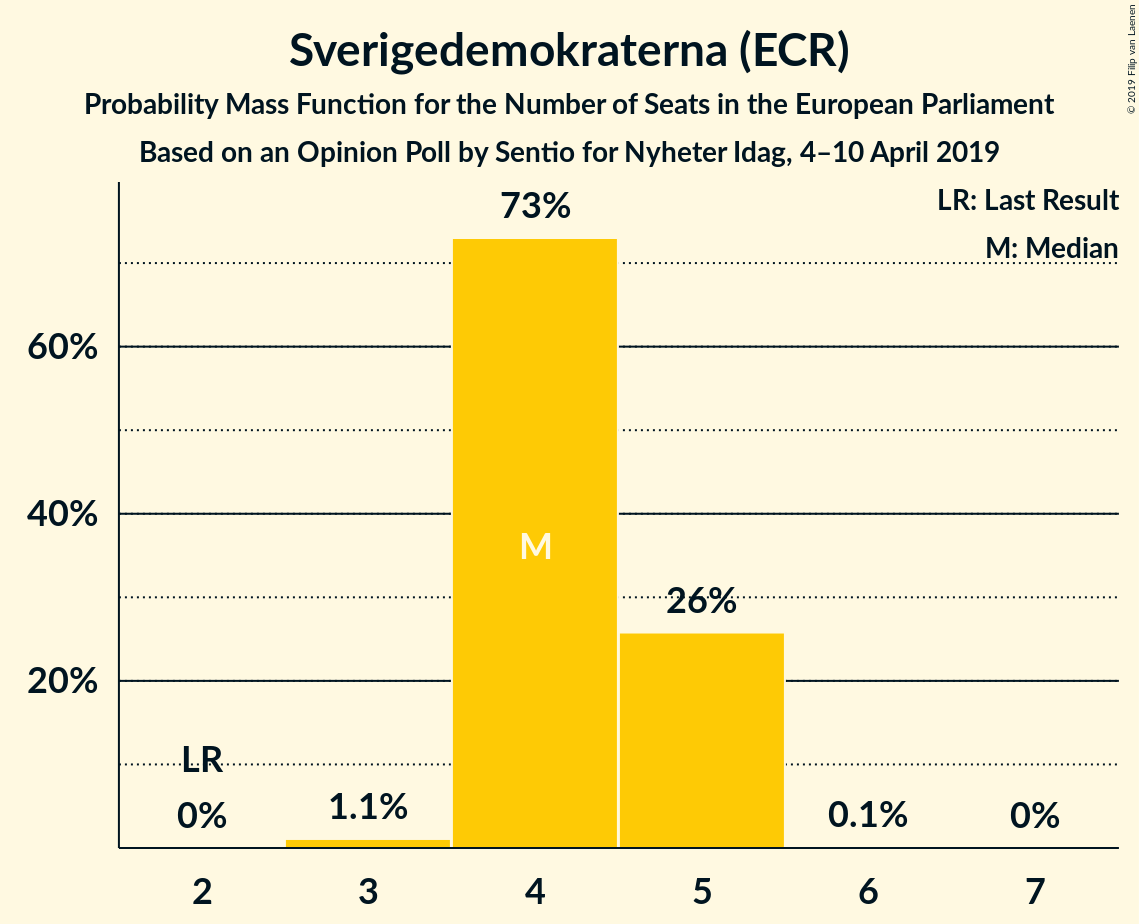 Sverigedemokraterna (ECR)
Probability Mass Function for the Number of Seats in the European Parliament
Based on an Opinion Poll by Sentio for Nyheter Idag, 4–10 April 2019
© 2019 Filip van Laenen
LR: Last Result
M: Median
73%
60%
40%
M
26%
20%
LR
0%
1.1%
0.1%
0%
2 3 4 5 6 7